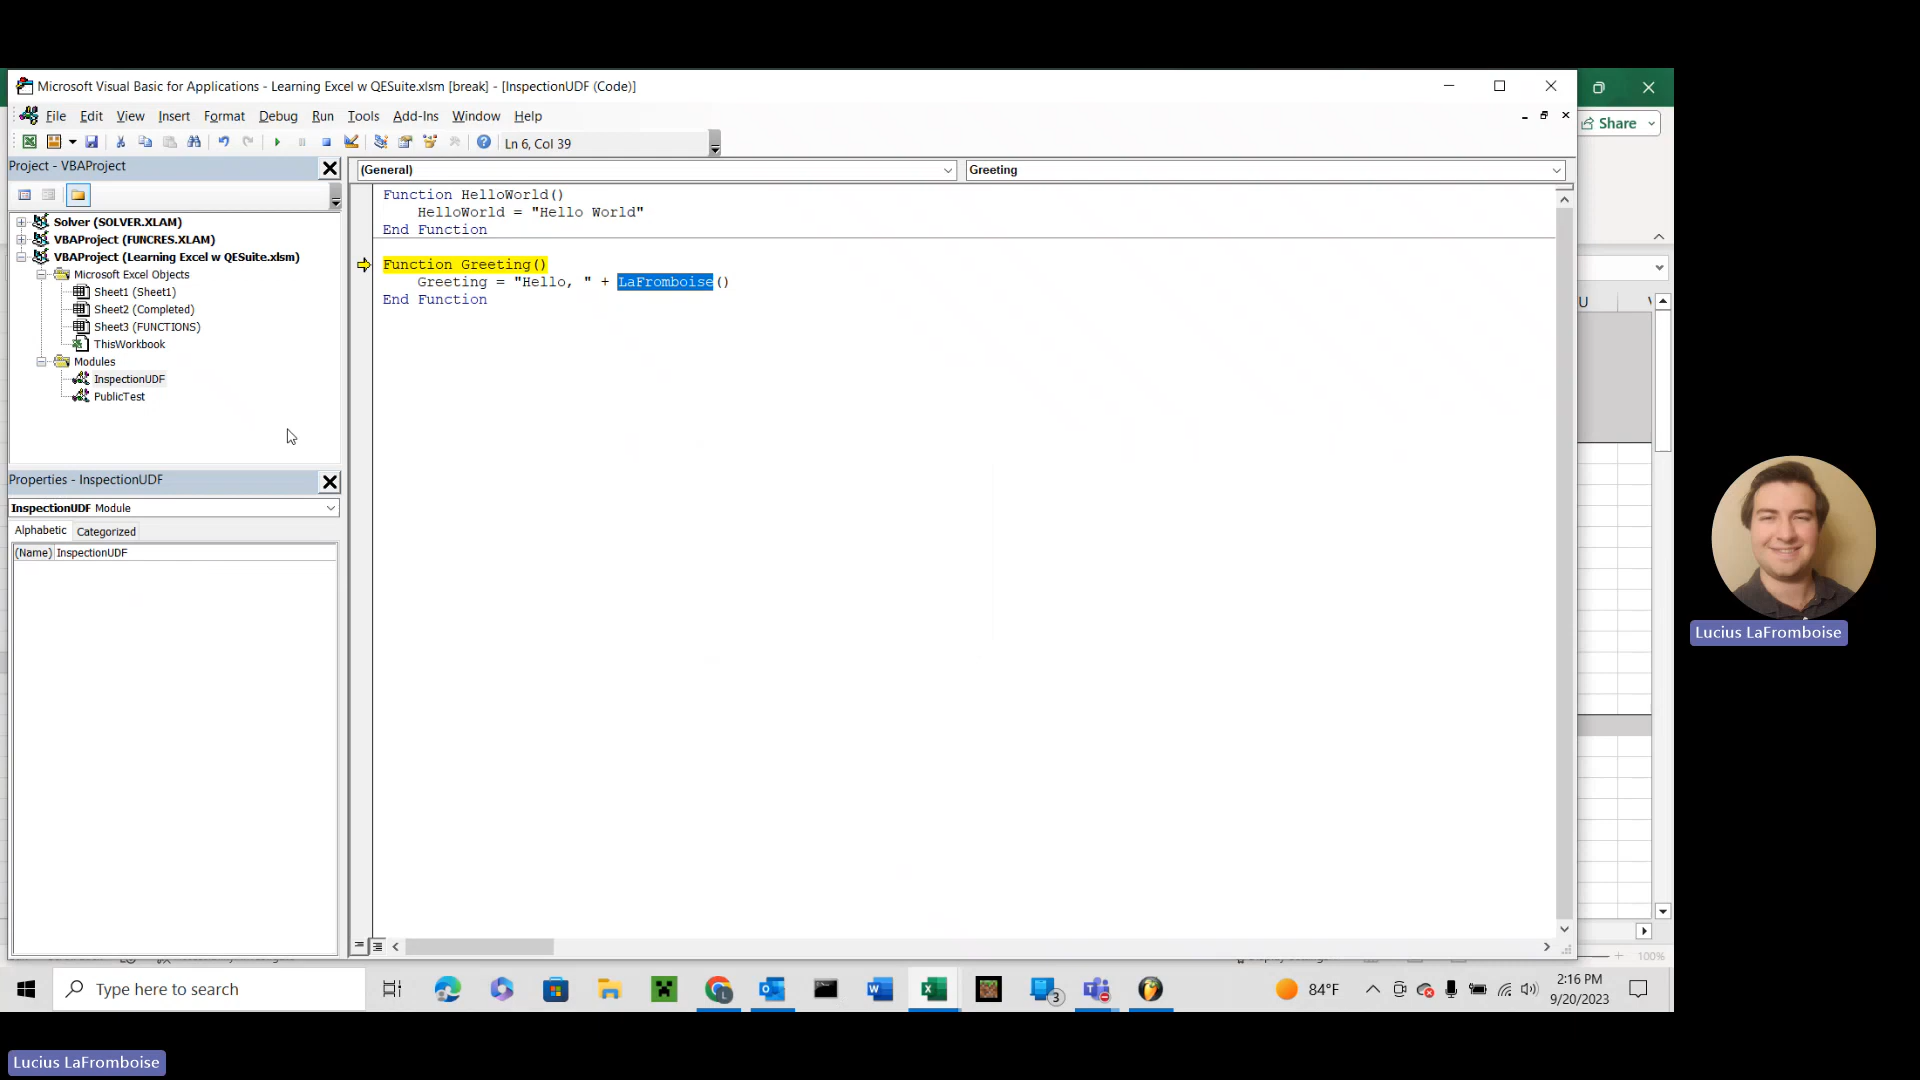 Microsoft Visual Basic for Applications - Learning Excel w QESuite.xlsm [break] - [InspectionUDF (Code)]
File Edit View Insert Format Debug Run Tools Add-Ins Window Help
Share
Ln 6, Col 39
Project - VBAProject
(General)
Greeting
Solver (SOLVER.XLAM)
VBAProject (FUNCRES.XLAM)
VBAProject (Learning Excel w QESuite.xlsm)
Microsoft Excel Objects
Sheet1 (Sheet1)
Sheet2 (Completed)
Sheet3 (FUNCTIONS)
ThisWorkbook
Modules
InspectionUDF
PublicTest
Function HelloWorld()
HelloWorld = "Hello World"
End Function
Function Greeting()
Greeting = "Hello, " + LaFromboise()
End Function
U
Properties - InspectionUDF
InspectionUDF Module
Alphabetic Categorized
(Name) InspectionUDF
Lucius LaFromboise
100%
Type here to search
3
84°F
2:16 PM
9/20/2023
Lucius LaFromboise